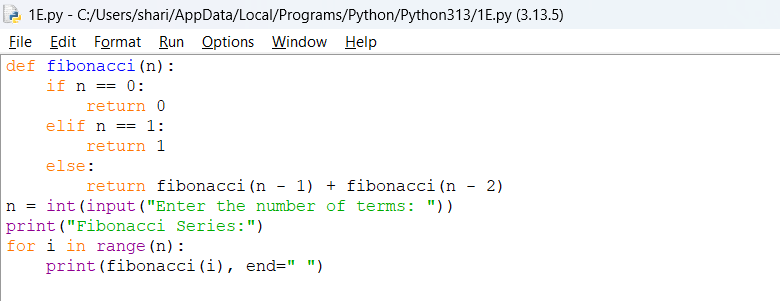 1E.py - C:/Users/shari/AppData/Local/Programs/Python/Python313/1E.py (3.13.5)
File Edit Format Run Options Window Help
def fibonacci(n):
    if n == 0:
        return 0
    elif n == 1:
        return 1
    else:
        return fibonacci(n - 1) + fibonacci(n - 2)
n = int(input("Enter the number of terms: "))
print("Fibonacci Series:")
for i in range(n):
    print(fibonacci(i), end=" ")